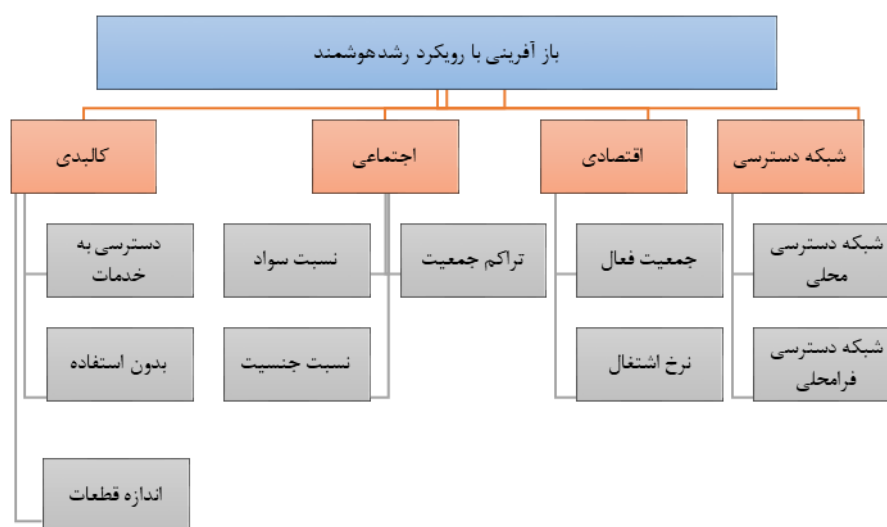 باز آفرینی با رویکرد رشدهوشمند
شبکه دسترسی
اقتصادی
اجتماعی
کالبدی
شبکه دسترسی
محلی
جمعیت فعال
تراکم جمعیت
نسبت سواد
دسترسی به
خدمات
شبکه دسترسی
فرامحلی
نرخ اشتغال
نسبت جنسیت
بدون استفاده
اندازه قطعات